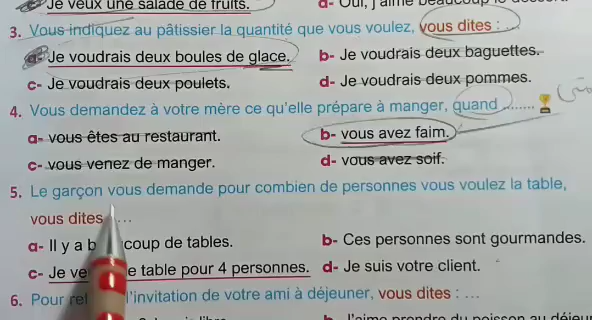 c- Je veux une salade de fruits. d- Oui, j'aime beaucoup
3. Vous indiquez au pâtissier la quantité que vous voulez, vous dites : ...
a- Je voudrais deux boules de glace. b- Je voudrais deux baguettes.
c- Je voudrais deux poulets. d- Je voudrais deux pommes.
4. Vous demandez à votre mère ce qu'elle prépare à manger, quand ........
a- vous êtes au restaurant. b- vous avez faim.
c- vous venez de manger. d- vous avez soif.
5. Le garçon vous demande pour combien de personnes vous voulez la table,
vous dites ...
a- Il y a b coup de tables. b- Ces personnes sont gourmandes.
c- Je ve e table pour 4 personnes. d- Je suis votre client.
6. Pour l'invitation de votre ami à déjeuner, vous dites : ...
b- J'aime prendre du poisson au